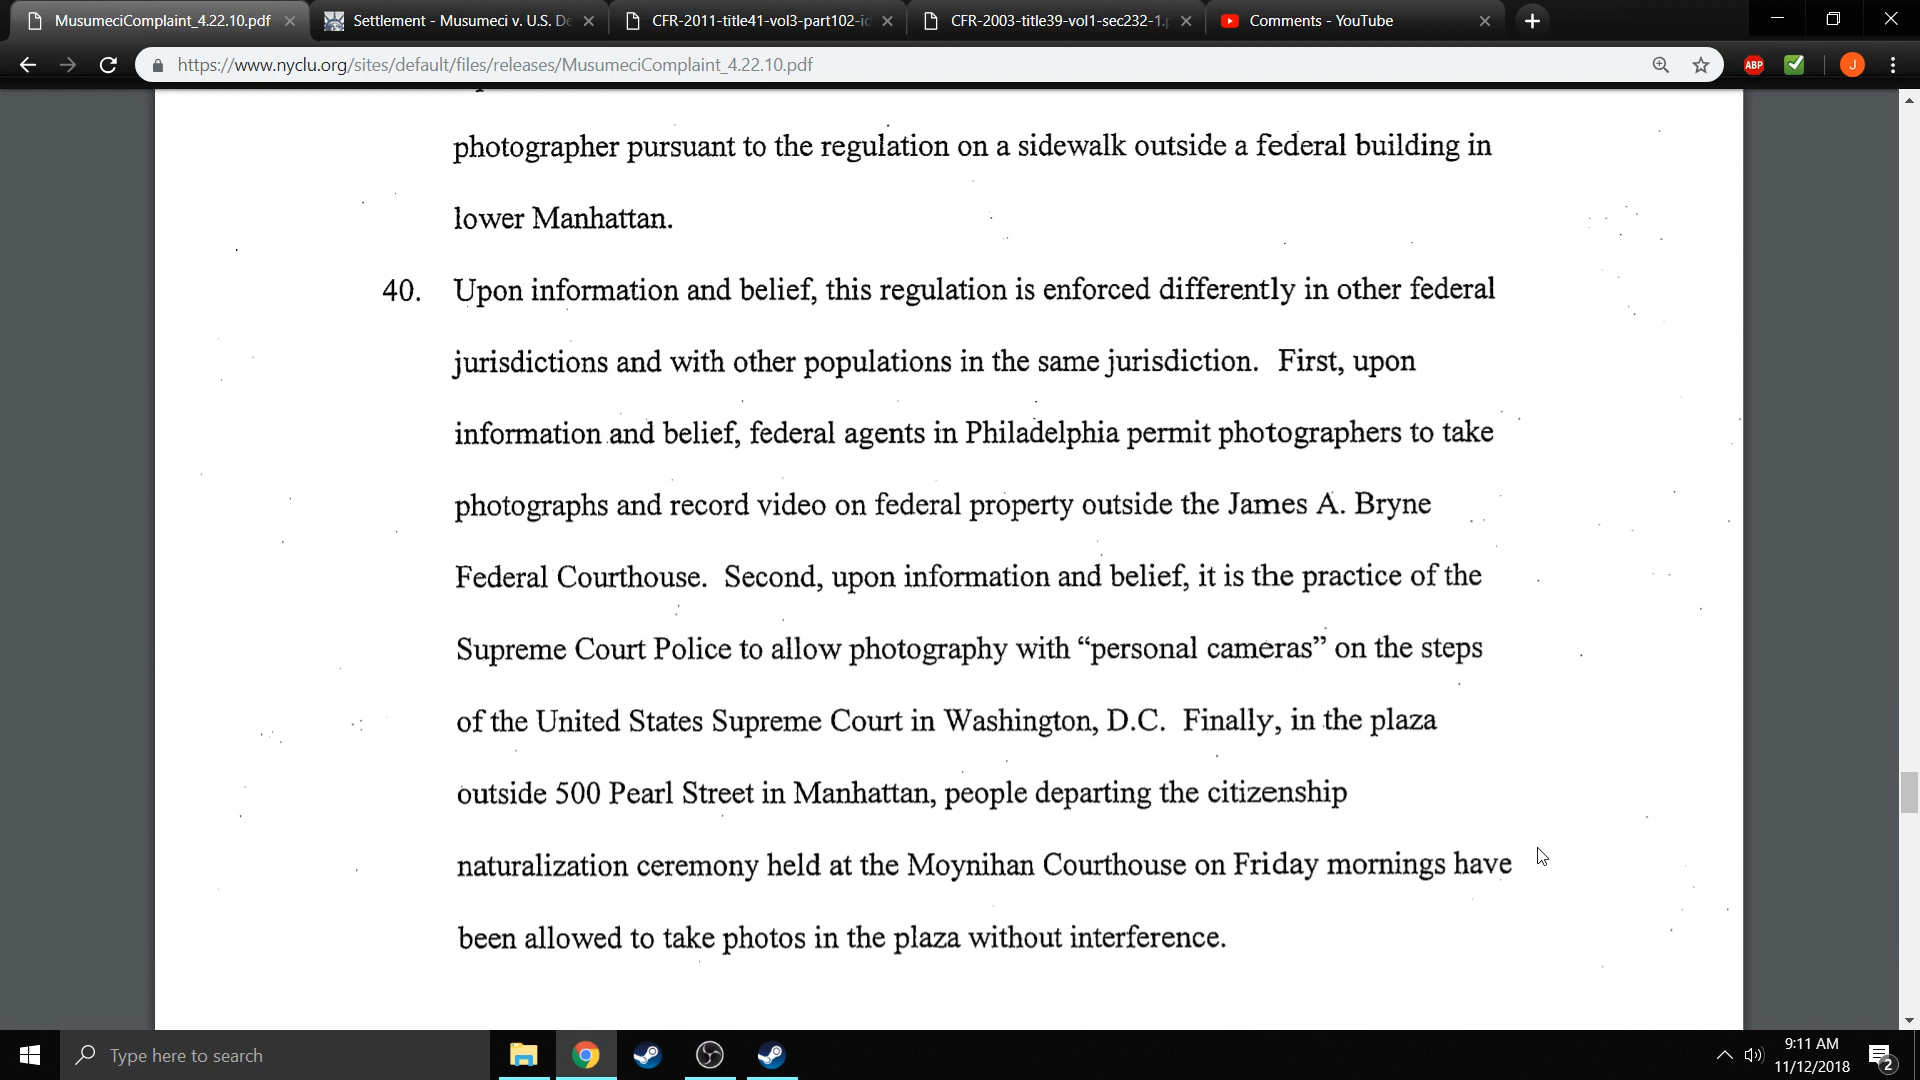 MusumeciComplaint_4.22.10.pdf
Settlement - Musumeci v. U.S. De
CFR-2011-title41-vol3-part102-id
CFR-2003-title39-vol1-sec232-1.p
Comments - YouTube
https://www.nyclu.org/sites/default/files/releases/MusumeciComplaint_4.22.10.pdf
ABP
J
photographer pursuant to the regulation on a sidewalk outside a federal building in
lower Manhattan.
40. Upon information and belief, this regulation is enforced differently in other federal
jurisdictions and with other populations in the same jurisdiction. First, upon
information and belief, federal agents in Philadelphia permit photographers to take
photographs and record video on federal property outside the James A. Bryne
Federal Courthouse. Second, upon information and belief, it is the practice of the
Supreme Court Police to allow photography with “personal cameras” on the steps
of the United States Supreme Court in Washington, D.C. Finally, in the plaza
outside 500 Pearl Street in Manhattan, people departing the citizenship
naturalization ceremony held at the Moynihan Courthouse on Friday mornings have
been allowed to take photos in the plaza without interference.
Type here to search
9:11 AM
11/12/2018
2